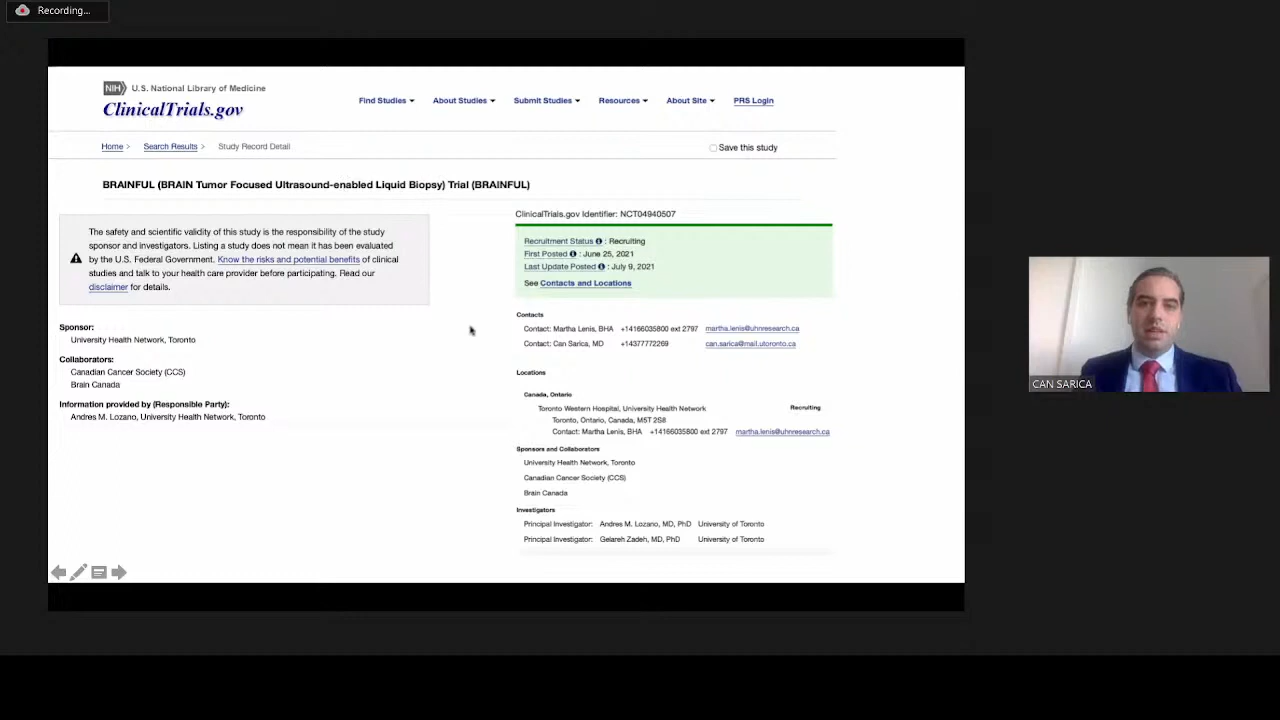 Recording...
NIH U.S. National Library of Medicine
ClinicalTrials.gov
Find Studies About Studies Submit Studies Resources About Site PRS Login
Home > Search Results > Study Record Detail
Save this study
BRAINFUL (BRAIN Tumor Focused Ultrasound-enabled Liquid Biopsy) Trial (BRAINFUL)
The safety and scientific validity of this study is the responsibility of the study
sponsor and investigators. Listing a study does not mean it has been evaluated
by the U.S. Federal Government. Know the risks and potential benefits of clinical
studies and talk to your health care provider before participating. Read our
disclaimer for details.
Sponsor:
University Health Network, Toronto
Collaborators:
Canadian Cancer Society (CCS)
Brain Canada
Information provided by (Responsible Party):
Andres M. Lozano, University Health Network, Toronto
ClinicalTrials.gov Identifier: NCT04940507
Recruitment Status : Recruiting
First Posted : June 25, 2021
Last Update Posted : July 9, 2021
See Contacts and Locations
Contacts
Contact: Martha Lenis, BHA +14166035800 ext 2797 martha.lenis@uhnresearch.ca
Contact: Can Sarica, MD +14377772269 can.sarica@mail.utoronto.ca
Locations
Canada, Ontario
Toronto Western Hospital, University Health Network Recruiting
Toronto, Ontario, Canada, M5T 2S8
Contact: Martha Lenis, BHA +14166035800 ext 2797 martha.lenis@uhnresearch.ca
Sponsors and Collaborators
University Health Network, Toronto
Canadian Cancer Society (CCS)
Brain Canada
Investigators
Principal Investigator: Andres M. Lozano, MD, PhD University of Toronto
Principal Investigator: Gelareh Zadeh, MD, PhD University of Toronto
CAN SARICA